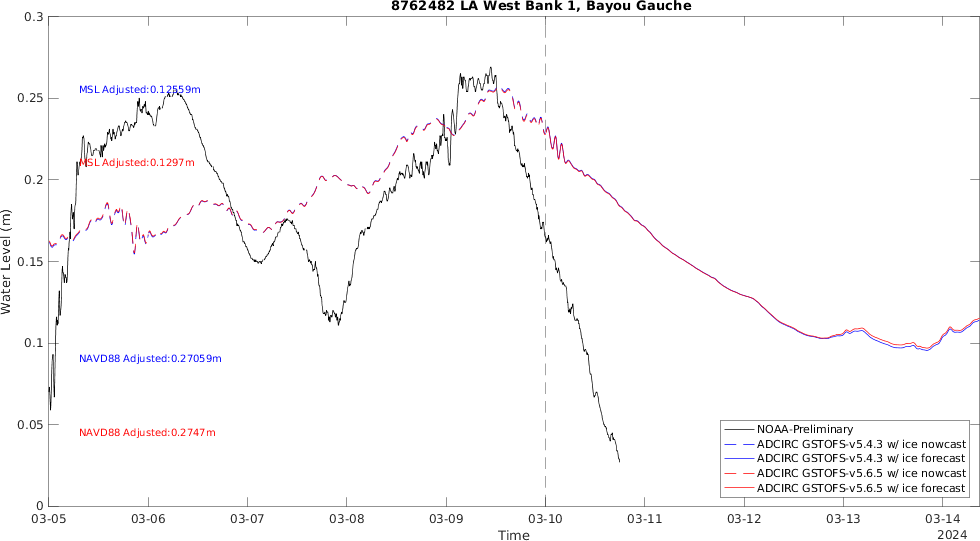 8762482 LA West Bank 1, Bayou Gauche
0.3
0.25
0.2
0.15
0.1
0.05
0
Water Level (m)
MSL Adjusted:0.12559m
MSL Adjusted:0.1297m
NAVD88 Adjusted:0.27059m
NAVD88 Adjusted:0.2747m
NOAA-Preliminary
ADCIRC GSTOFS-v5.4.3 w/ ice nowcast
ADCIRC GSTOFS-v5.4.3 w/ ice forecast
ADCIRC GSTOFS-v5.6.5 w/ ice nowcast
ADCIRC GSTOFS-v5.6.5 w/ ice forecast
03-05 03-06 03-07 03-08 03-09 03-10 03-11 03-12 03-13 03-14
Time
2024